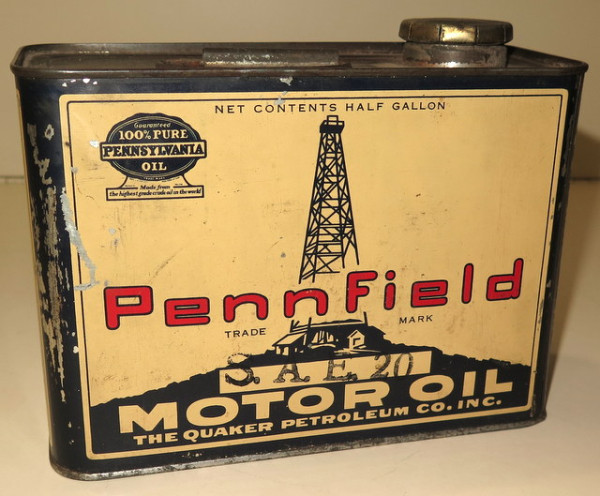 NET CONTENTS HALF GALLON
Guaranteed
100% PURE
PENNSYLVANIA
OIL
Made from
the highest grade crude oil in the world
Pennfield
TRADE MARK
S.A.E. 20
MOTOR OIL
THE QUAKER PETROLEUM CO. INC.